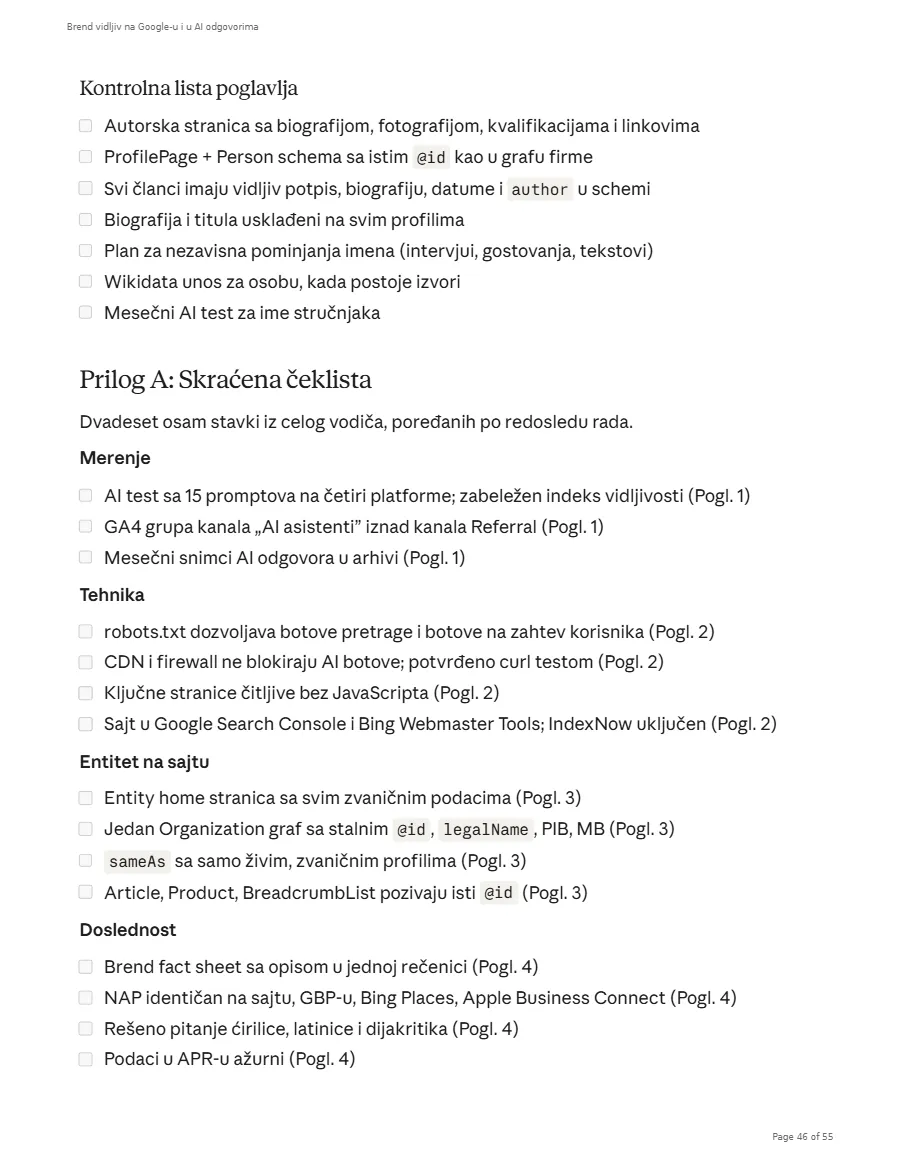 Brend vidljiv na Google-u i u AI odgovorima
Kontrolna lista poglavlja
Autorska stranica sa biografijom, fotografijom, kvalifikacijama i linkovima
ProfilePage + Person schema sa istim @id kao u grafu firme
Svi članci imaju vidljiv potpis, biografiju, datume i author u schemi
Biografija i titula usklađeni na svim profilima
Plan za nezavisna pominjanja imena (intervjui, gostovanja, tekstovi)
Wikidata unos za osobu, kada postoje izvori
Mesečni AI test za ime stručnjaka
Prilog A: Skraćena čeklista
Dvadeset osam stavki iz celog vodiča, poređanih po redosledu rada.
Merenje
AI test sa 15 promptova na četiri platforme; zabeležen indeks vidljivosti (Pogl. 1)
GA4 grupa kanala „AI asistenti” iznad kanala Referral (Pogl. 1)
Mesečni snimci AI odgovora u arhivi (Pogl. 1)
Tehnika
robots.txt dozvoljava botove pretrage i botove na zahtev korisnika (Pogl. 2)
CDN i firewall ne blokiraju AI botove; potvrđeno curl testom (Pogl. 2)
Ključne stranice čitljive bez JavaScripta (Pogl. 2)
Sajt u Google Search Console i Bing Webmaster Tools; IndexNow uključen (Pogl. 2)
Entitet na sajtu
Entity home stranica sa svim zvaničnim podacima (Pogl. 3)
Jedan Organization graf sa stalnim @id, legalName, PIB, MB (Pogl. 3)
sameAs sa samo živim, zvaničnim profilima (Pogl. 3)
Article, Product, BreadcrumbList pozivaju isti @id (Pogl. 3)
Doslednost
Brend fact sheet sa opisom u jednoj rečenici (Pogl. 4)
NAP identičan na sajtu, GBP-u, Bing Places, Apple Business Connect (Pogl. 4)
Rešeno pitanje ćirilice, latinice i dijakritika (Pogl. 4)
Podaci u APR-u ažurni (Pogl. 4)
Page 46 of 55